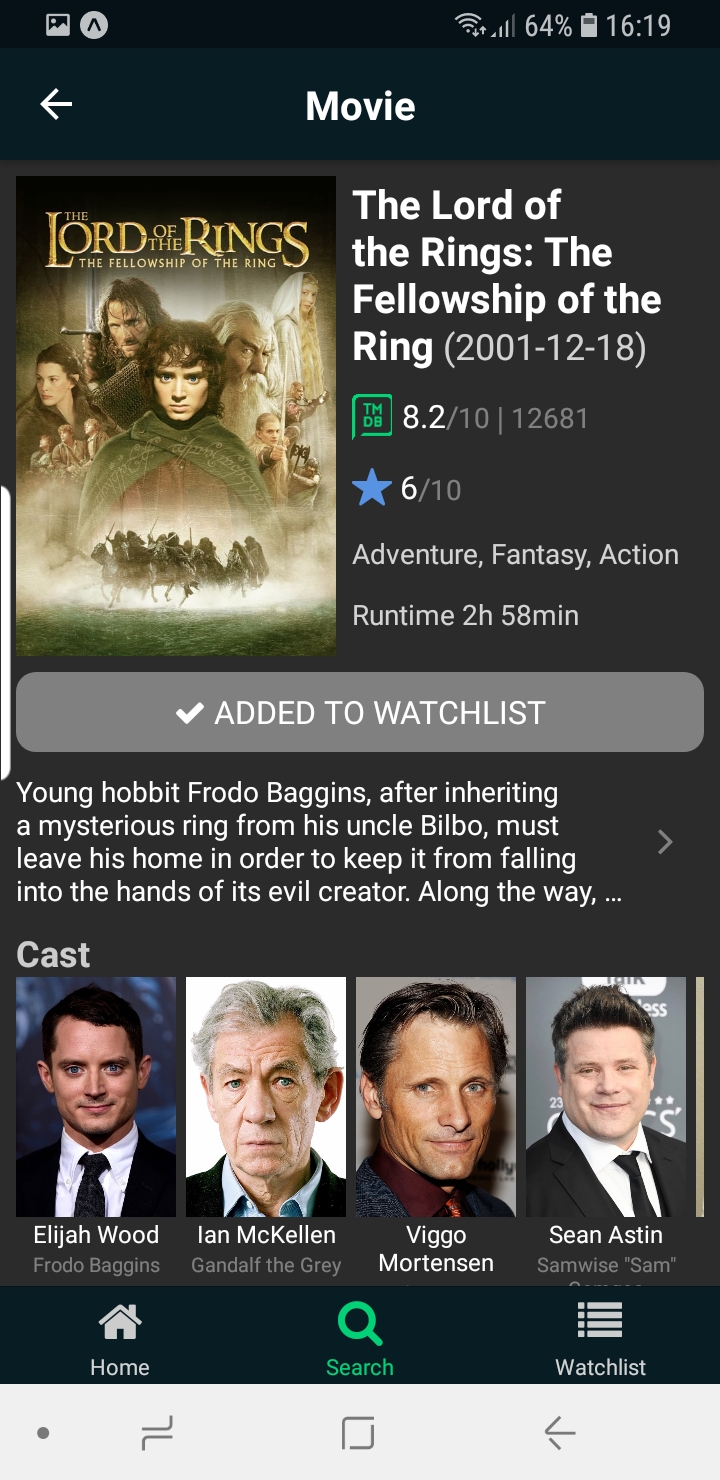 64% 16:19
Movie
THE
LORD OF THE RINGS
THE FELLOWSHIP OF THE RING
The Lord of
the Rings: The
Fellowship of the
Ring (2001-12-18)
TM
DB
8.2/10 | 12681
6/10
Adventure, Fantasy, Action
Runtime 2h 58min
ADDED TO WATCHLIST
Young hobbit Frodo Baggins, after inheriting
a mysterious ring from his uncle Bilbo, must
leave his home in order to keep it from falling
into the hands of its evil creator. Along the way, ...
Cast
Elijah Wood
Frodo Baggins
Ian McKellen
Gandalf the Grey
Viggo
Mortensen
Sean Astin
Samwise "Sam"
Home
Search
Watchlist